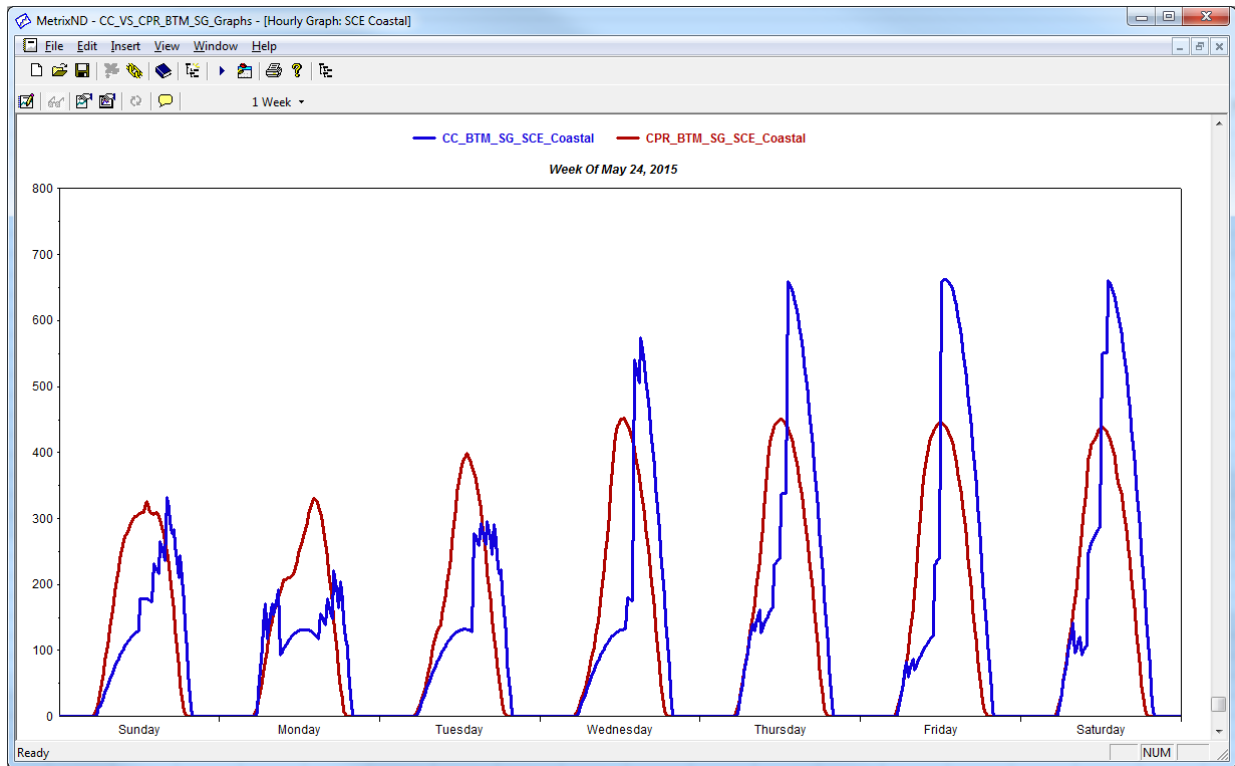 MetrixND - CC_VS_CPR_BTM_SG_Graphs - [Hourly Graph: SCE Coastal]
File Edit Insert View Window Help
1 Week
CC_BTM_SG_SCE_Coastal CPR_BTM_SG_SCE_Coastal
Week Of May 24, 2015
800
700
600
500
400
300
200
100
0
Sunday Monday Tuesday Wednesday Thursday Friday Saturday
Ready NUM